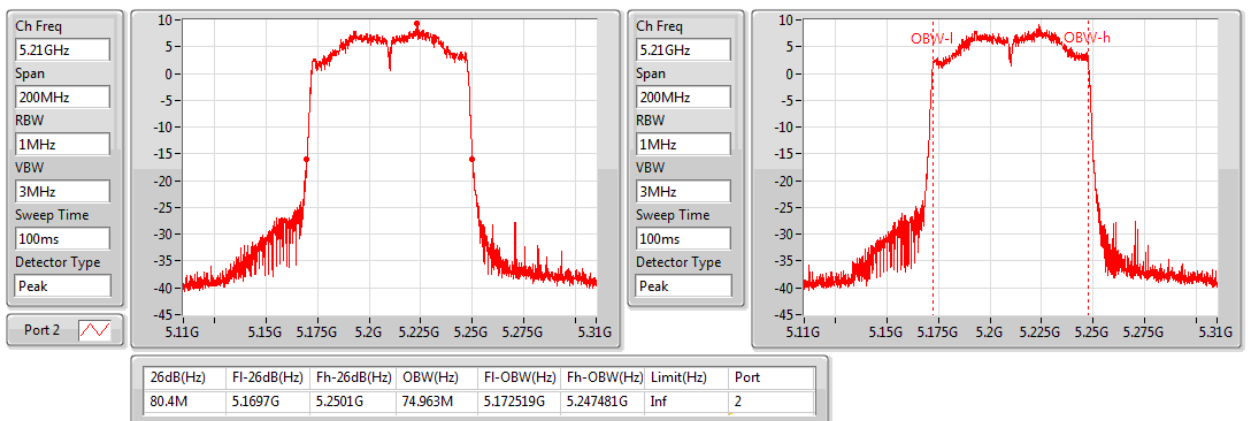 Ch Freq
5.21GHz
Span
200MHz
RBW
1MHz
VBW
3MHz
Sweep Time
100ms
Detector Type
Peak
Port 2
10
5
0
-5
-10
-15
-20
-25
-30
-35
-40
-45
5.11G 5.15G 5.175G 5.2G 5.225G 5.25G 5.275G 5.31G
Ch Freq
5.21GHz
Span
200MHz
RBW
1MHz
VBW
3MHz
Sweep Time
100ms
Detector Type
Peak
10
5
0
-5
-10
-15
-20
-25
-30
-35
-40
-45
OBW-l OBW-h
5.11G 5.15G 5.175G 5.2G 5.225G 5.25G 5.275G 5.31G
26dB(Hz) Fl-26dB(Hz) Fh-26dB(Hz) OBW(Hz) Fl-OBW(Hz) Fh-OBW(Hz) Limit(Hz) Port
80.4M 5.1697G 5.2501G 74.963M 5.172519G 5.247481G Inf 2